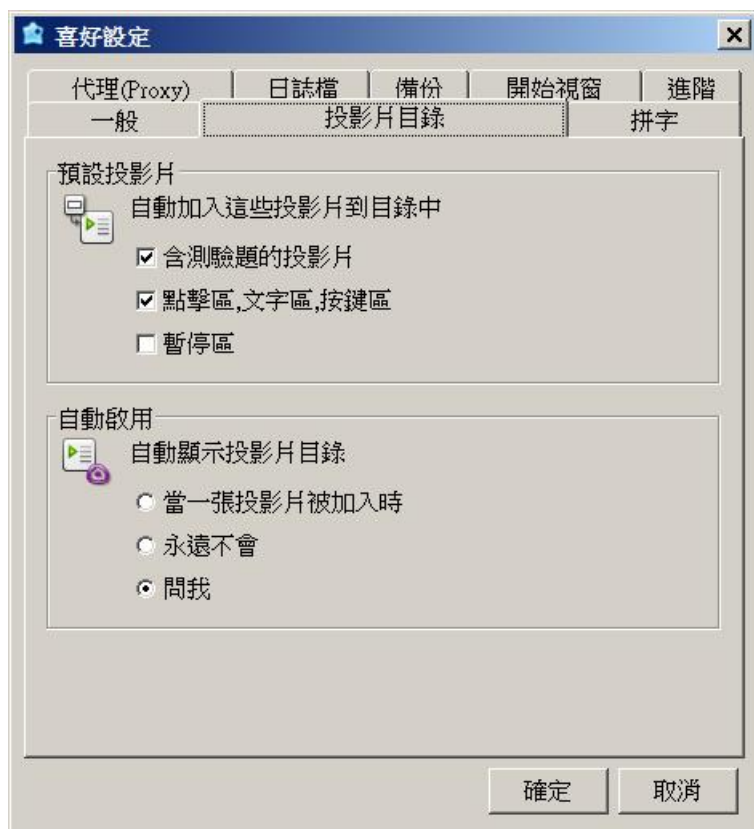 喜好設定
代理(Proxy) 日誌檔 備份 開始視窗 進階
一般 投影片目錄 拼字
預設投影片
自動加入這些投影片到目錄中
含測驗題的投影片
點擊區,文字區,按鍵區
暫停區
自動啟用
自動顯示投影片目錄
當一張投影片被加入時
永遠不會
問我
確定 取消